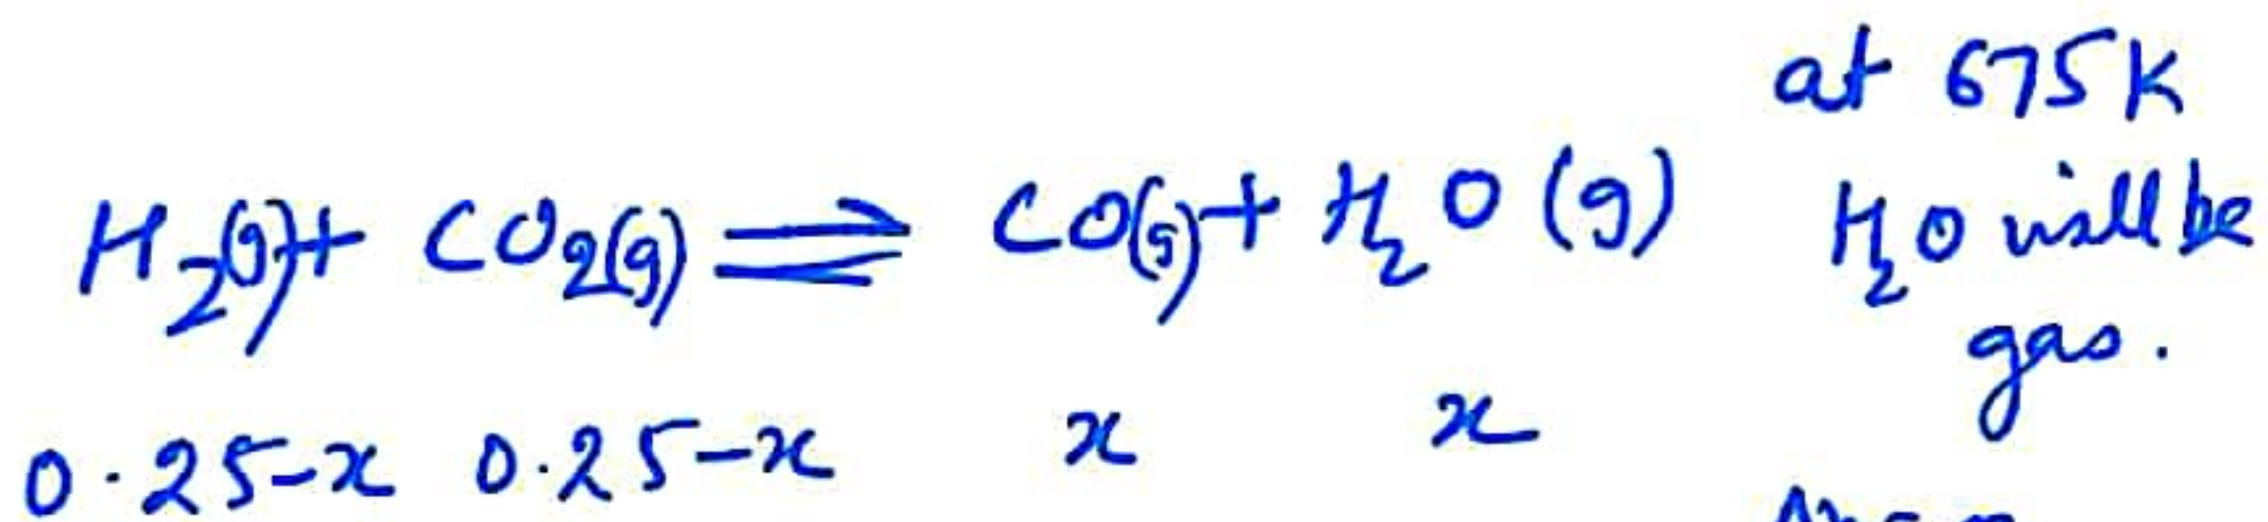 at 675K
H₂(g) + CO₂(g) ⇌ CO(g) + H₂O (g)
H₂O will be
gas.
0.25-x 0.25-x x x